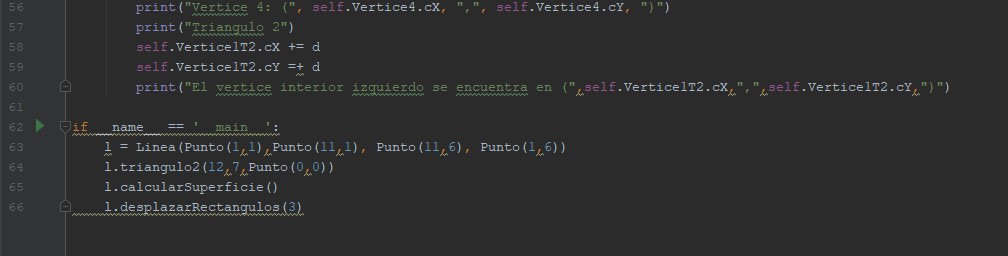 56 print("Vertice 4: (", self.Vertice4.cX, ",", self.Vertice4.cY, ")")
57 print("Triangulo 2")
58 self.Vertice1T2.cX += d
59 self.Vertice1T2.cY =+ d
60 print("El vertice interior izquierdo se encuentra en (",self.Vertice1T2.cX,",",self.Vertice1T2.cY,")")
61
62 if __name__ == '__main__':
63 l = Linea(Punto(1,1),Punto(11,1), Punto(11,6), Punto(1,6))
64 l.triangulo2(12,7,Punto(0,0))
65 l.calcularSuperficie()
66 l.desplazarRectangulos(3)